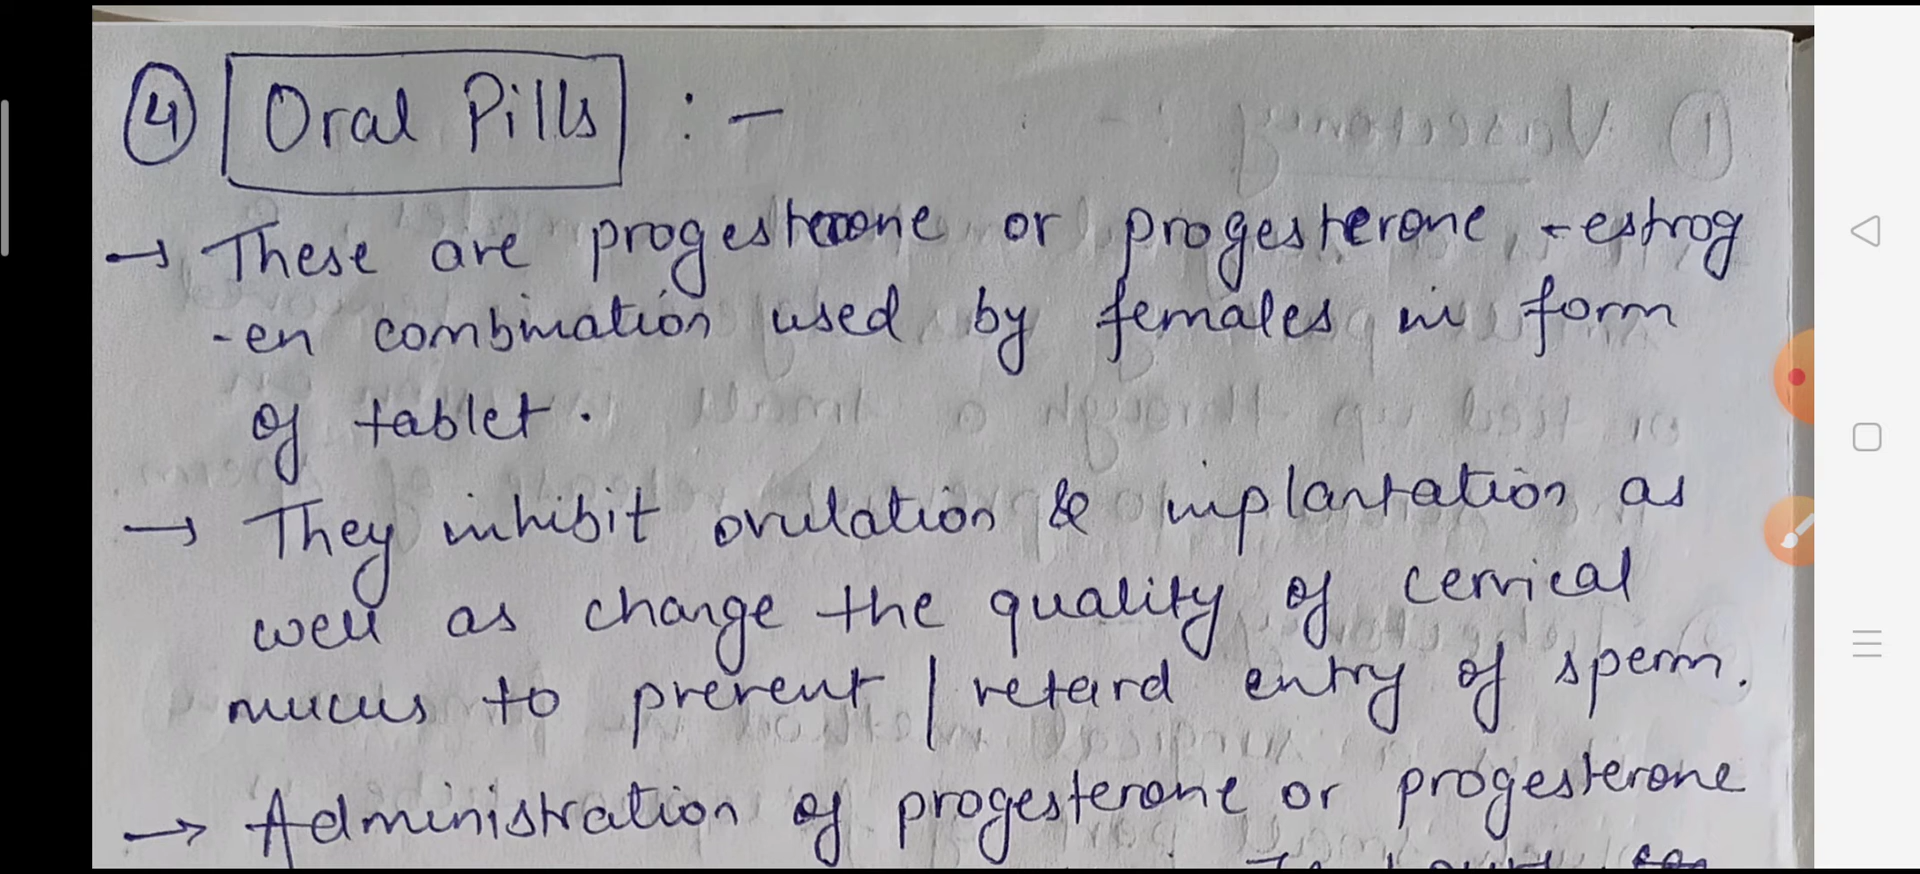 ④ Oral Pills :-
→ These are progesterone or progesterone -estrog
-en combination used by females in form
of tablet.
→ They inhibit ovulation & implantation as
well as change the quality of cervical
mucus to prevent / retard entry of sperm.
→ Administration of progesterone or progesterone